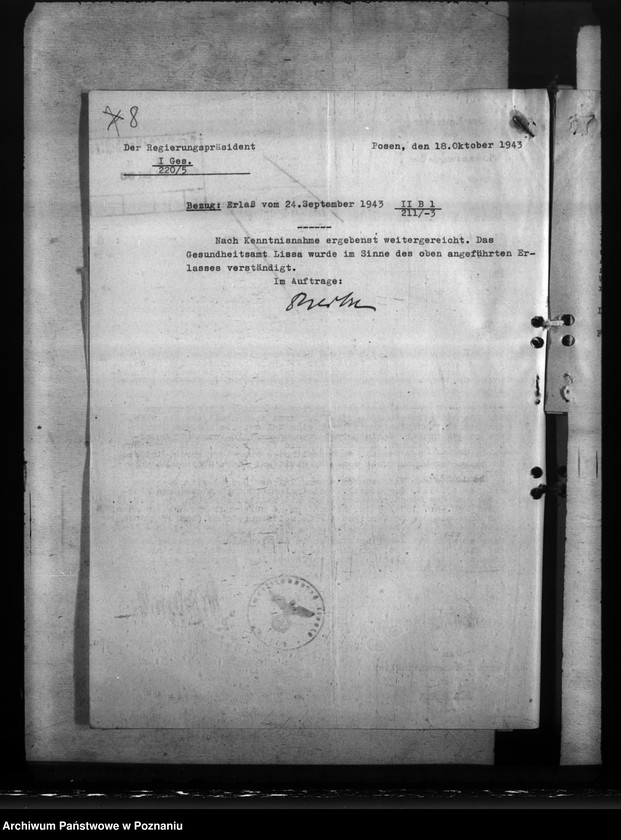 8
Der Regierungspräsident
I Ges.
220/5
Posen, den 18.Oktober 1943
Bezug: Erlaß vom 24.September 1943 II B 1
211/-3
Nach Kenntnisnahme ergebenst weitergereicht. Das
Gesundheitsamt Lissa wurde im Sinne des oben angeführten Er-
lasses verständigt.
Im Auftrage:
Archiwum Państwowe w Poznaniu